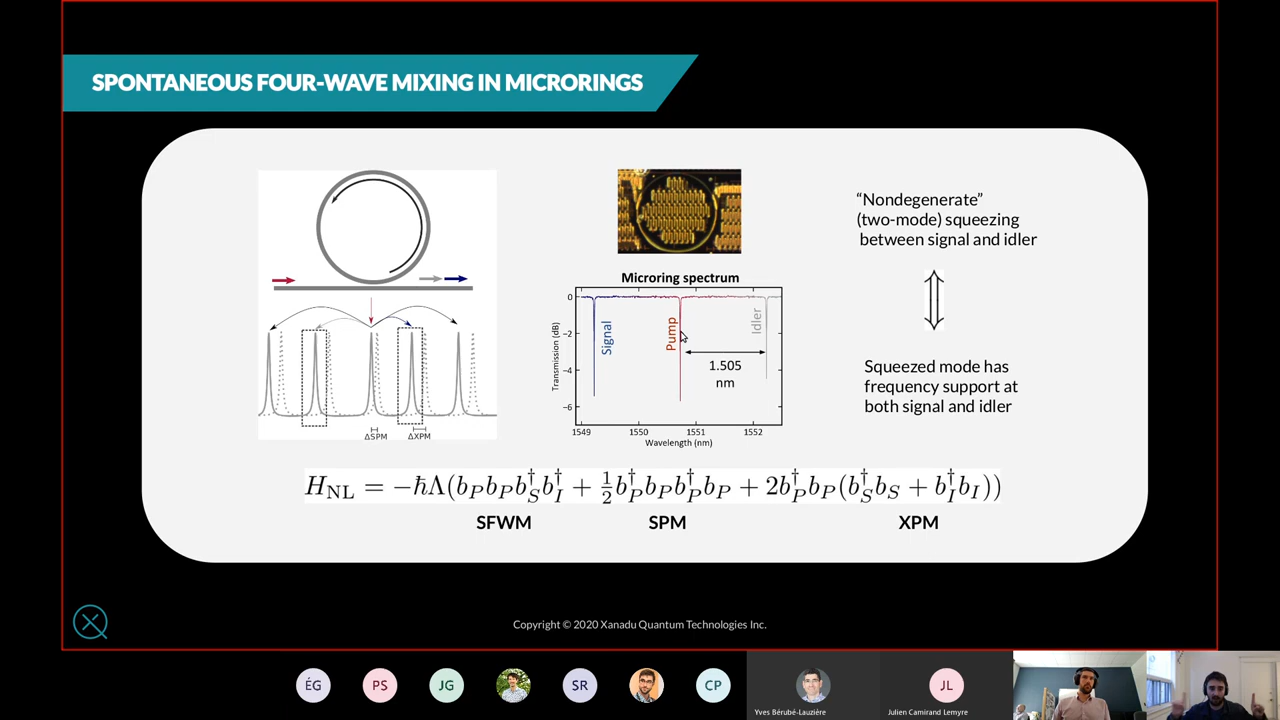 SPONTANEOUS FOUR-WAVE MIXING IN MICRORINGS
ΔSPM
ΔXPM
Microring spectrum
Transmission (dB)
0
−2
−4
−6
Signal
Pump
Idler
1.505
nm
1549
1550
1551
1552
Wavelength (nm)
“Nondegenerate”
(two-mode) squeezing
between signal and idler
Squeezed mode has
frequency support at
both signal and idler
H_NL = −ħΛ(b_P b_P b_S^† b_I^† + ½ b_P^† b_P b_P^† b_P + 2b_P^† b_P (b_S^† b_S + b_I^† b_I))
SFWM
SPM
XPM
Copyright © 2020 Xanadu Quantum Technologies Inc.
ÉG
PS
JG
SR
CP
Yves Bérubé-Lauzière
JL
Julien Camirand Lemyre